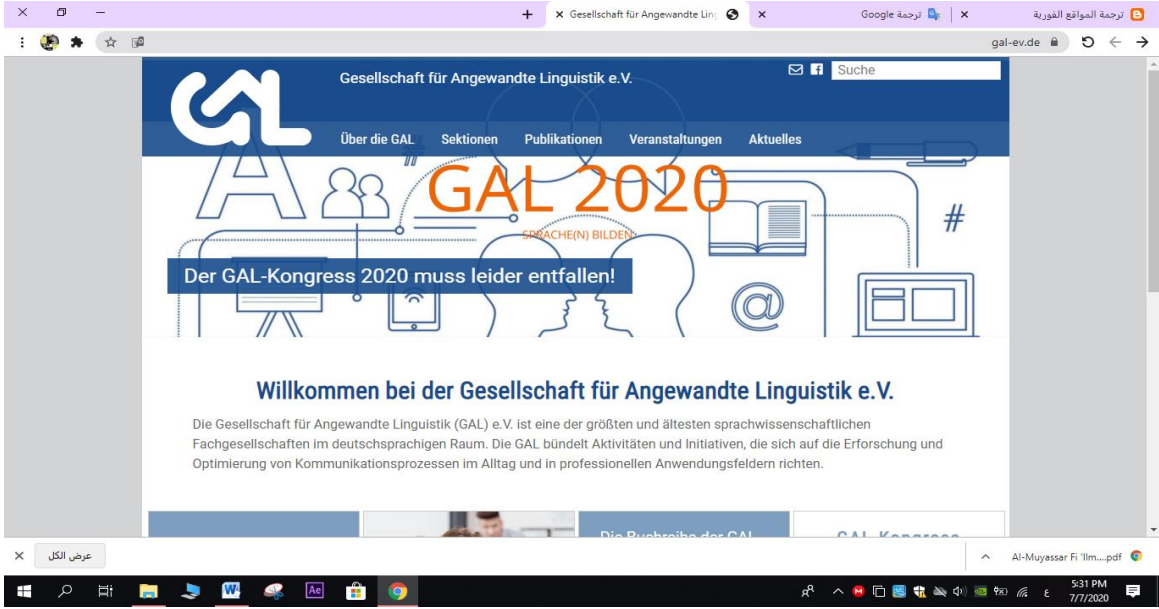 ترجمة المواقع الفورية
ترجمة Google
Gesellschaft für Angewandte Ling
gal-ev.de
GAL
Gesellschaft für Angewandte Linguistik e.V.
Suche
Über die GAL Sektionen Publikationen Veranstaltungen Aktuelles
A
GAL 2020
#
SPRACHE(N) BILDEN
Der GAL-Kongress 2020 muss leider entfallen!
@
Willkommen bei der Gesellschaft für Angewandte Linguistik e.V.
Die Gesellschaft für Angewandte Linguistik (GAL) e.V. ist eine der größten und ältesten sprachwissenschaftlichen
Fachgesellschaften im deutschsprachigen Raum. Die GAL bündelt Aktivitäten und Initiativen, die sich auf die Erforschung und
Optimierung von Kommunikationsprozessen im Alltag und in professionellen Anwendungsfeldern richten.
Die Buchreihe der GAL
GAL-Kongress
عرض الكل
Al-Muyassar Fi 'Ilm....pdf
W
Ae
ع
5:31 PM
7/7/2020